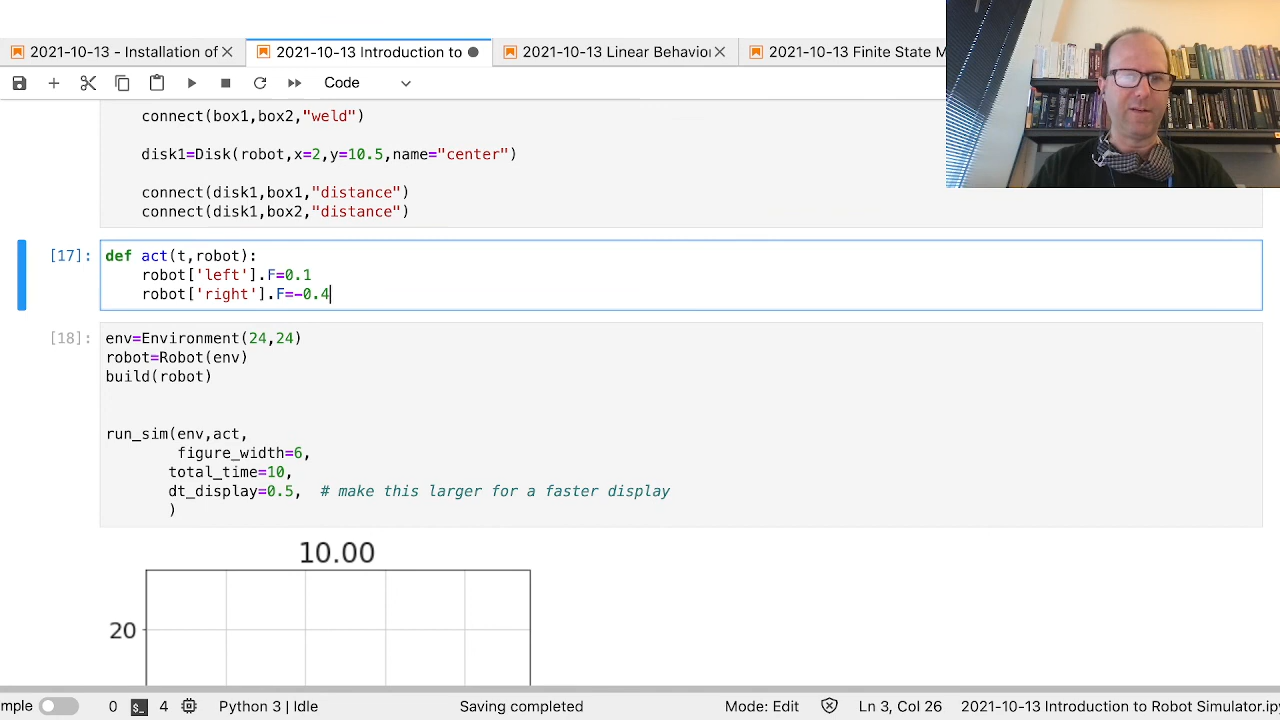 2021-10-13 - Installation of
2021-10-13 Introduction to
2021-10-13 Linear Behavior
2021-10-13 Finite State M
Code
connect(box1,box2,"weld")
disk1=Disk(robot,x=2,y=10.5,name="center")
connect(disk1,box1,"distance")
connect(disk1,box2,"distance")
[17]:
def act(t,robot):
robot['left'].F=0.1
robot['right'].F=-0.4
[18]:
env=Environment(24,24)
robot=Robot(env)
build(robot)
run_sim(env,act,
figure_width=6,
total_time=10,
dt_display=0.5,  # make this larger for a faster display
)
10.00
20
mple
0
4
Python 3 | Idle
Saving completed
Mode: Edit
Ln 3, Col 26
2021-10-13 Introduction to Robot Simulator.ip